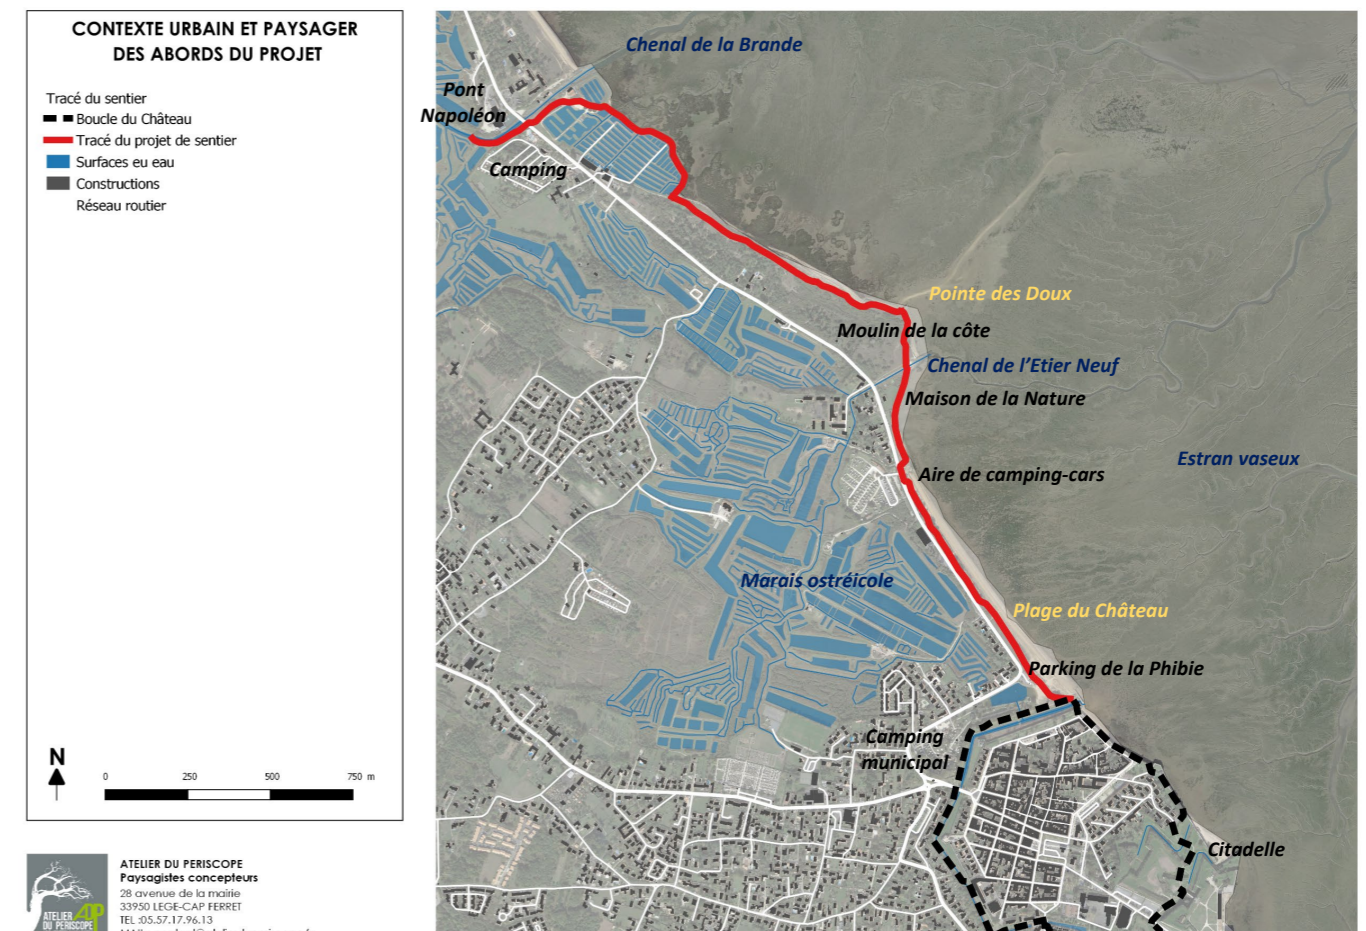 CONTEXTE URBAIN ET PAYSAGER
DES ABORDS DU PROJET
Tracé du sentier
Boucle du Château
Tracé du projet de sentier
Surfaces eu eau
Constructions
Réseau routier
N
0 250 500 750 m
ATELIER DU PERISCOPE
Paysagistes concepteurs
28 avenue de la mairie
33950 LEGE-CAP FERRET
TEL :05.57.17.96.13
ATELIER
DU PERISCOPE
ADP
Chenal de la Brande
Pont
Napoléon
Camping
Pointe des Doux
Moulin de la côte
Chenal de l'Etier Neuf
Maison de la Nature
Estran vaseux
Aire de camping-cars
Marais ostréicole
Plage du Château
Parking de la Phibie
Camping
municipal
Citadelle